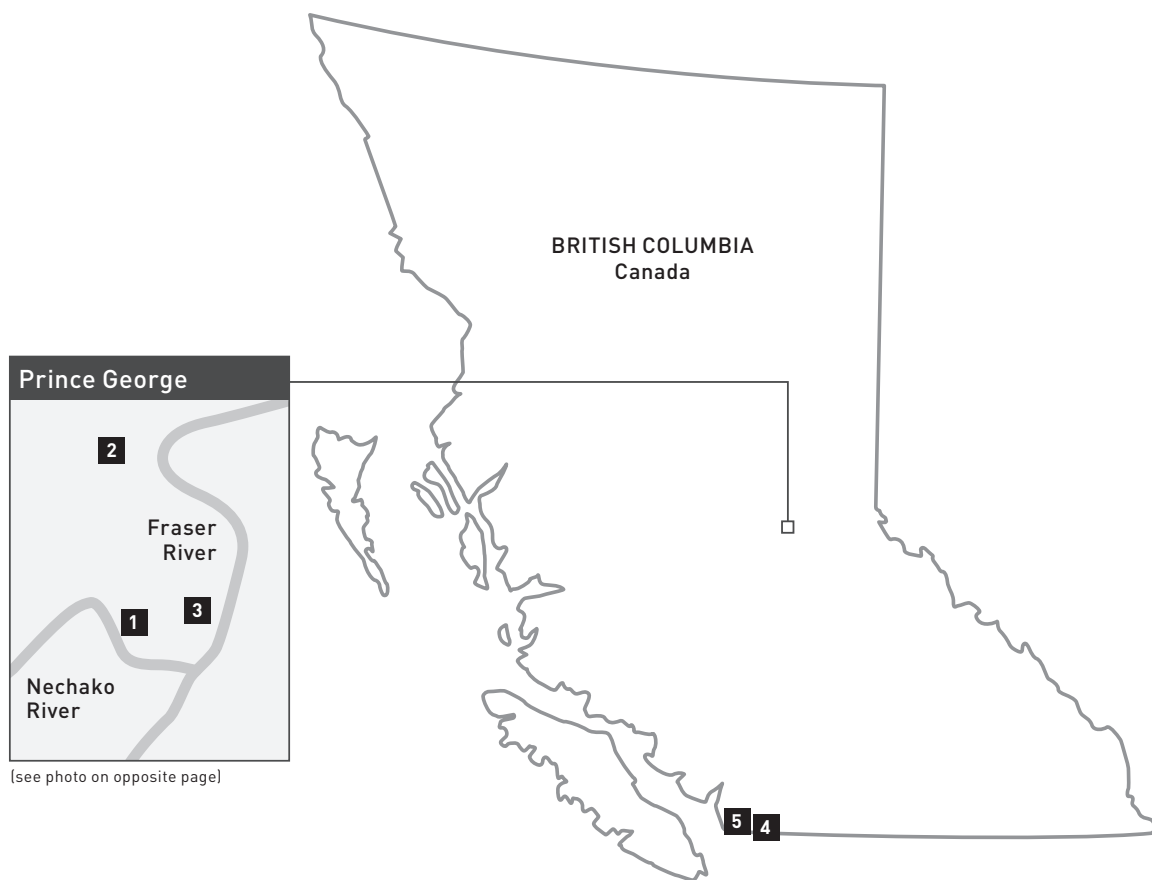 BRITISH COLUMBIA
Canada
Prince George
2
Fraser
River
1
3
Nechako
River
(see photo on opposite page)
5
4